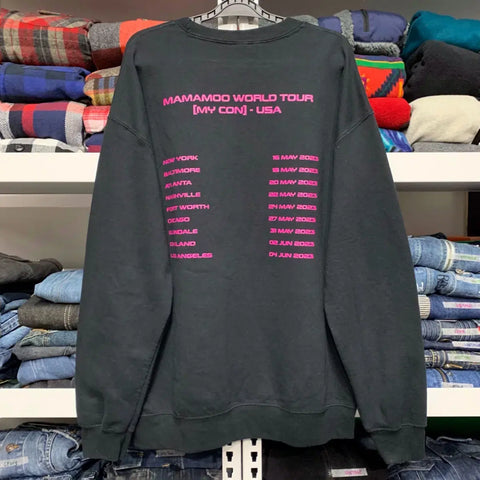 MAMAMOO WORLD TOUR
[MY CON] - USA
NEW YORK 16 MAY 2023
BALTIMORE 18 MAY 2023
ATLANTA 20 MAY 2023
NASHVILLE 22 MAY 2023
FORT WORTH 24 MAY 2023
CHICAGO 27 MAY 2023
GLENDALE 31 MAY 2023
OAKLAND 02 JUN 2023
LOS ANGELES 04 JUN 2023